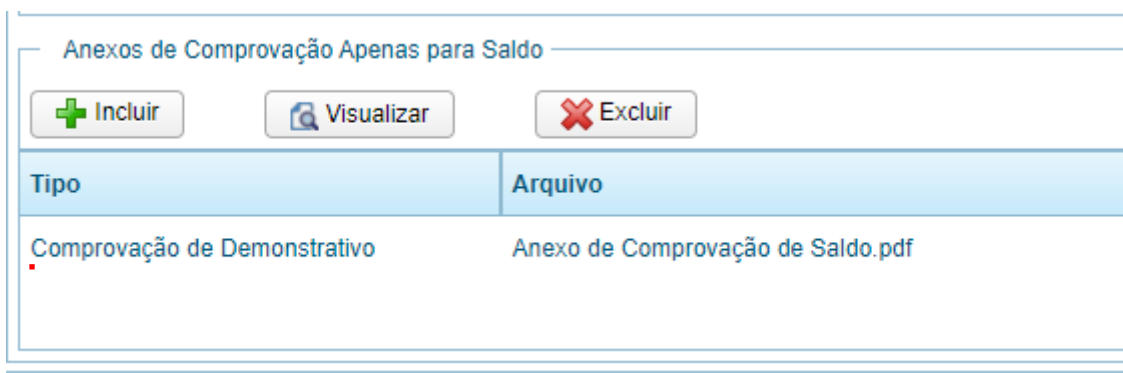 Anexos de Comprovação Apenas para Saldo
Incluir Visualizar Excluir
Tipo Arquivo
Comprovação de Demonstrativo Anexo de Comprovação de Saldo.pdf